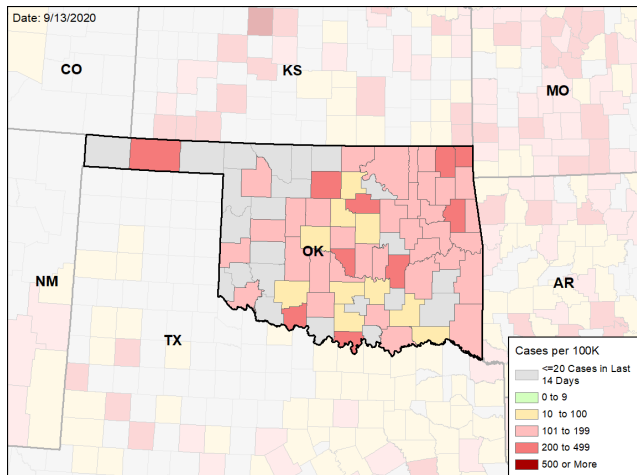 Date: 9/13/2020
CO
KS
MO
OK
NM
AR
TX
Cases per 100K
<=20 Cases in Last
14 Days
0 to 9
10 to 100
101 to 199
200 to 499
500 or More